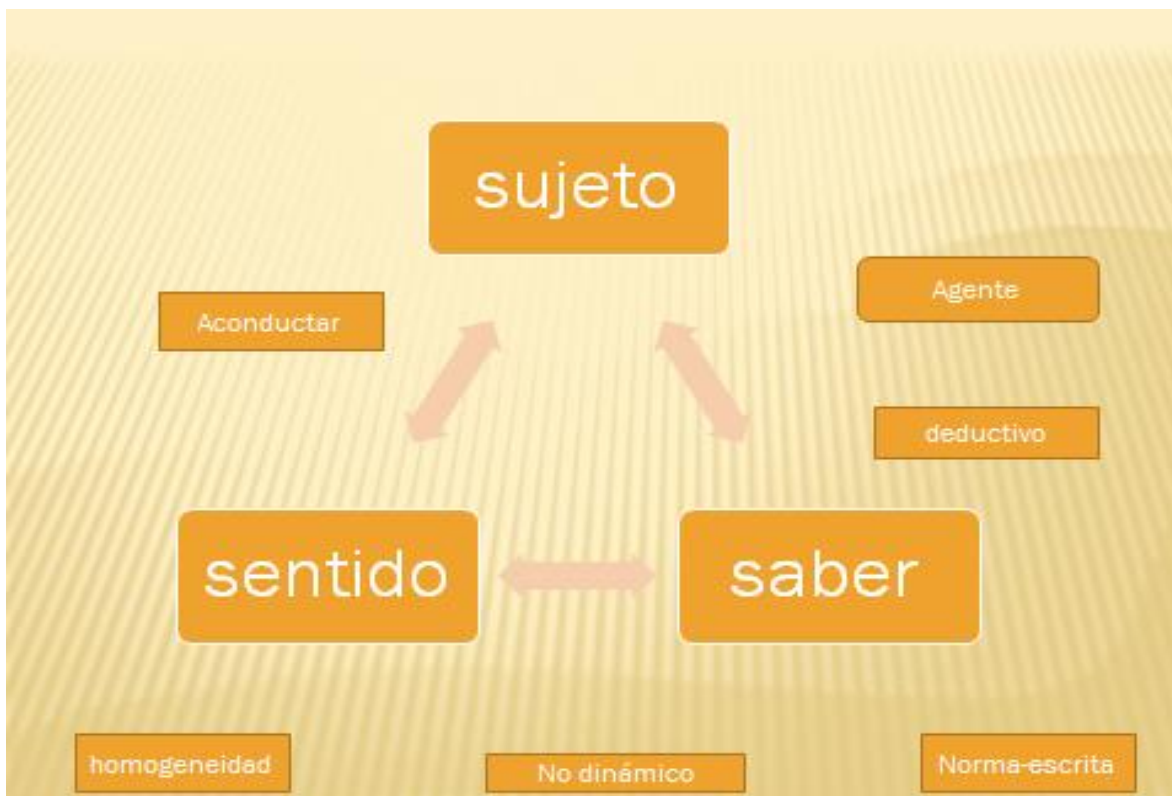 sujeto
Agente
Aconductar
deductivo
sentido
saber
homogeneidad
No dinámico
Norma-escrita